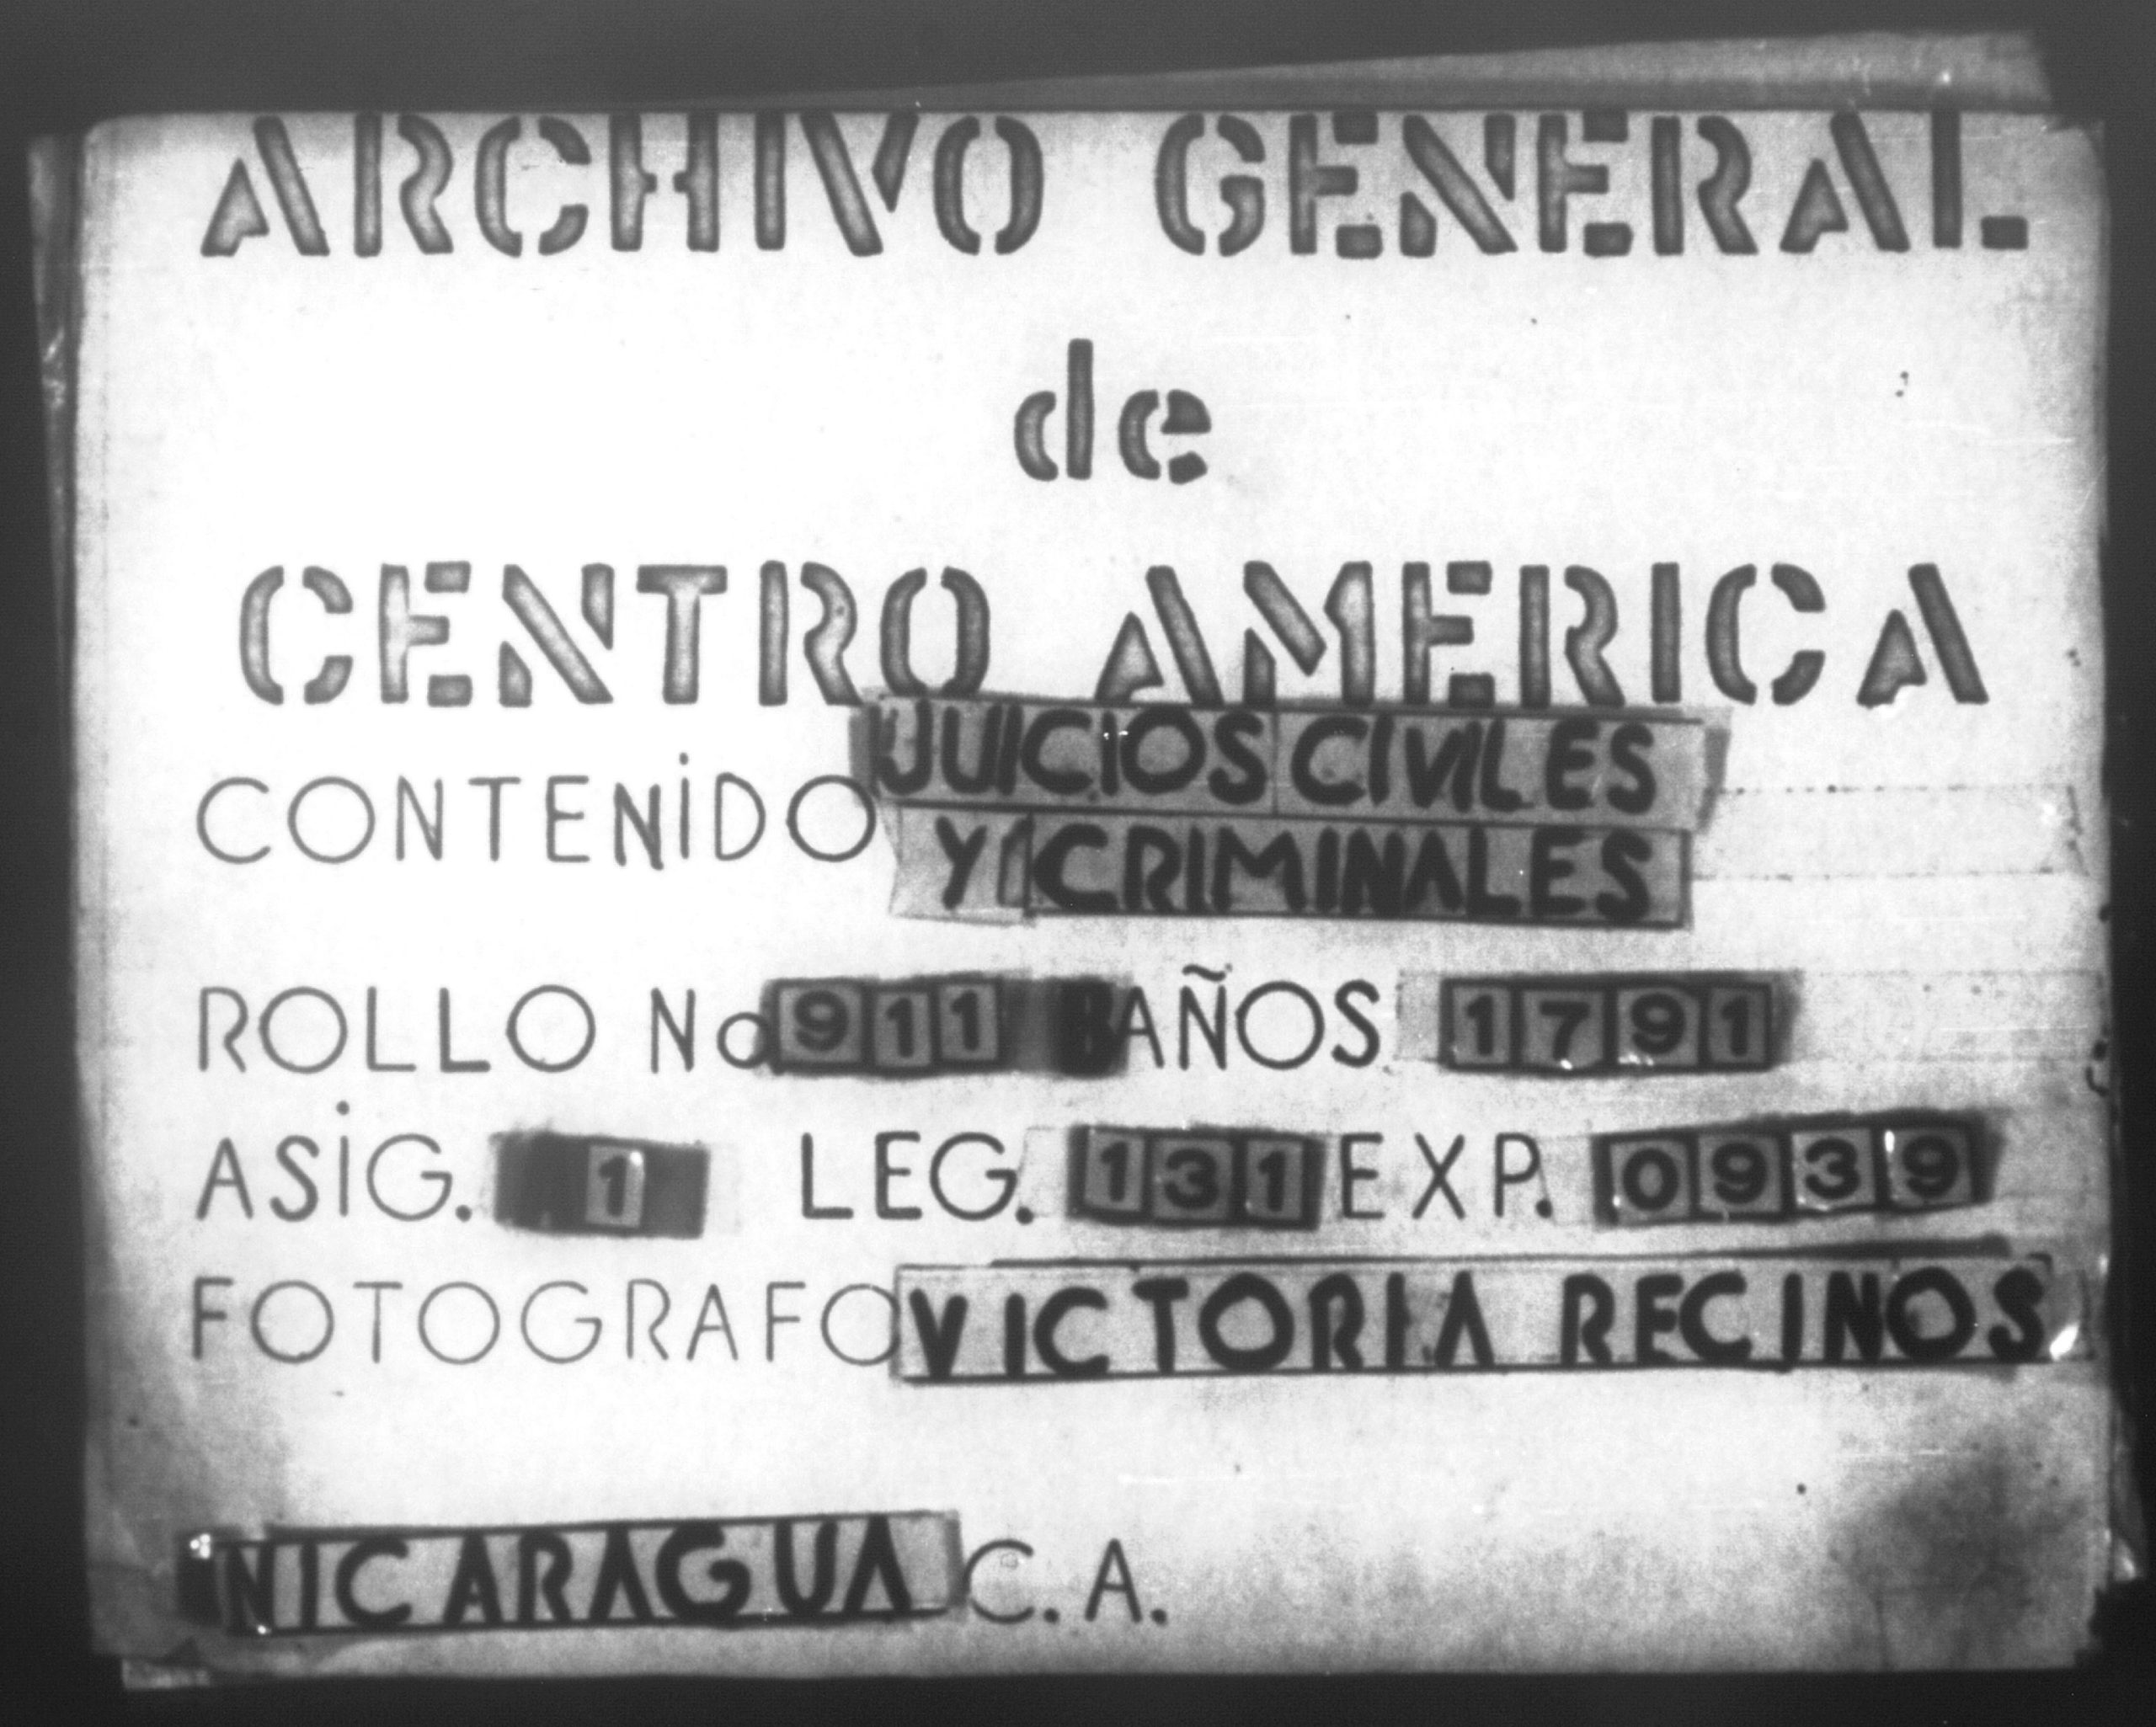 ARCHIVO GENERAL
de
CENTRO AMERICA
CONTENIDO JUICIOS CIVILES
Y CRIMINALES
ROLLO No 911 B AÑOS 1791
ASIG. 1 LEG. 131 EXP. 0939
FOTOGRAFO VICTORIA RECINOS
NICARAGUA C.A.